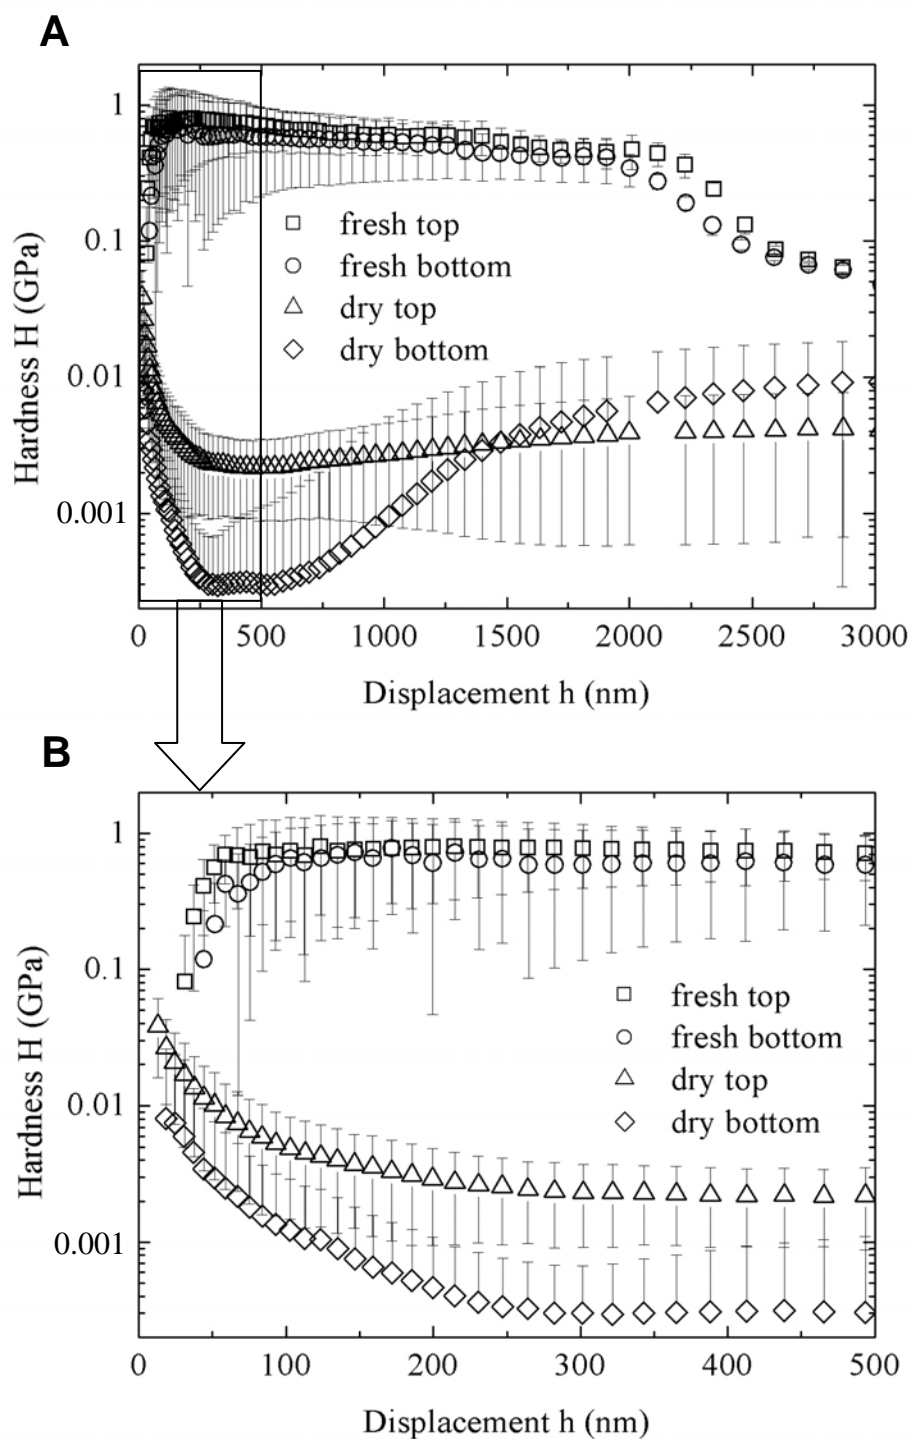 A
Hardness H (GPa)
1
0.1
0.01
0.001
fresh top
fresh bottom
dry top
dry bottom
0 500 1000 1500 2000 2500 3000
Displacement h (nm)
B
Hardness H (GPa)
1
0.1
0.01
0.001
fresh top
fresh bottom
dry top
dry bottom
0 100 200 300 400 500
Displacement h (nm)